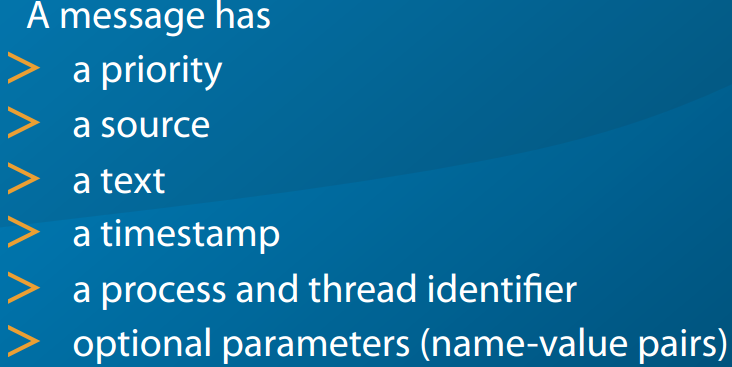 A message has
> a priority
> a source
> a text
> a timestamp
> a process and thread identifier
> optional parameters (name-value pairs)